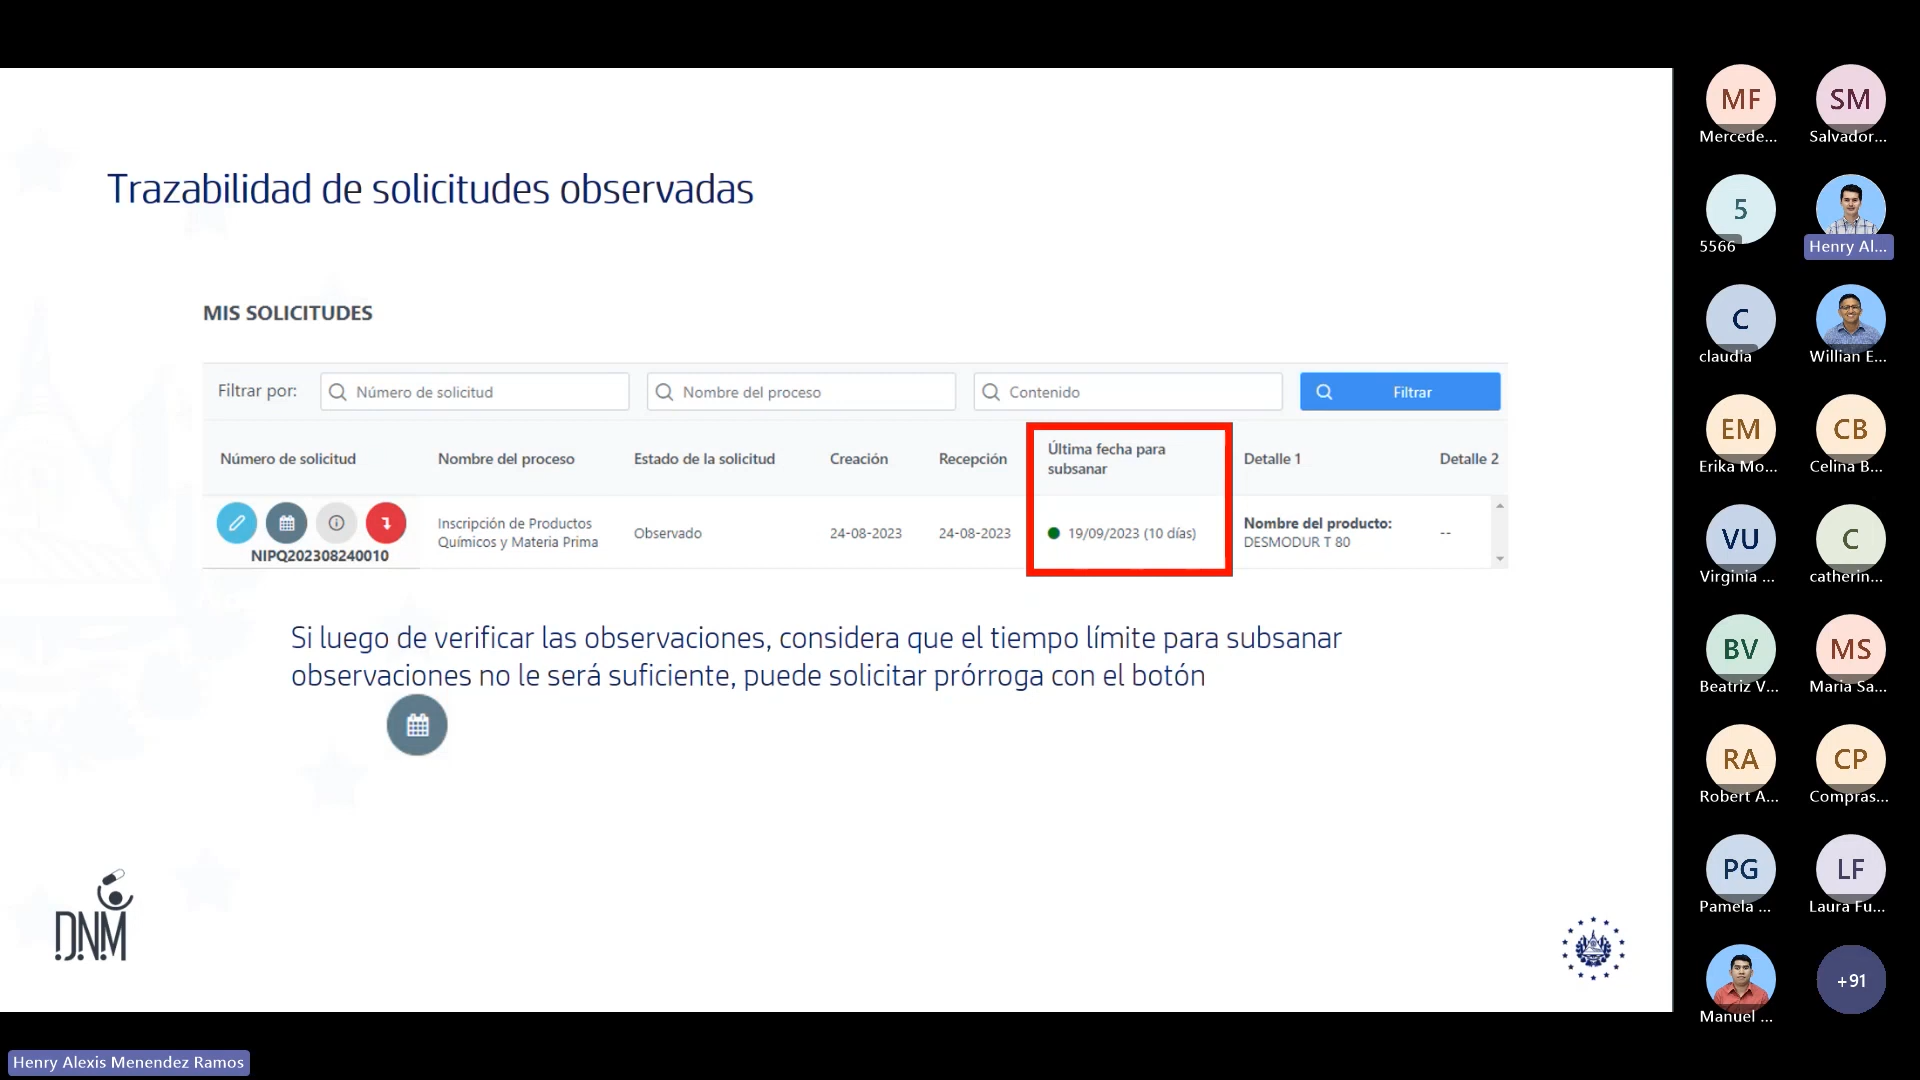 Trazabilidad de solicitudes observadas
MIS SOLICITUDES
Filtrar por:
Número de solicitud
Nombre del proceso
Contenido
Filtrar
Número de solicitud
Nombre del proceso
Estado de la solicitud
Creación
Recepción
Última fecha para
subsanar
Detalle 1
Detalle 2
NIPQ202308240010
Inscripción de Productos
Químicos y Materia Prima
Observado
24-08-2023
24-08-2023
19/09/2023 (10 días)
Nombre del producto:
DESMODUR T 80
--
Si luego de verificar las observaciones, considera que el tiempo límite para subsanar
observaciones no le será suficiente, puede solicitar prórroga con el botón
DNM
MF
Mercede...
SM
Salvador...
5
5566
Henry Al...
C
claudia
Willian E...
EM
Erika Mo...
CB
Celina B...
VU
Virginia ...
C
catherin...
BV
Beatriz V...
MS
Maria Sa...
RA
Robert A...
CP
Compras...
PG
Pamela ...
LF
Laura Fu...
Manuel ...
+91
Henry Alexis Menendez Ramos